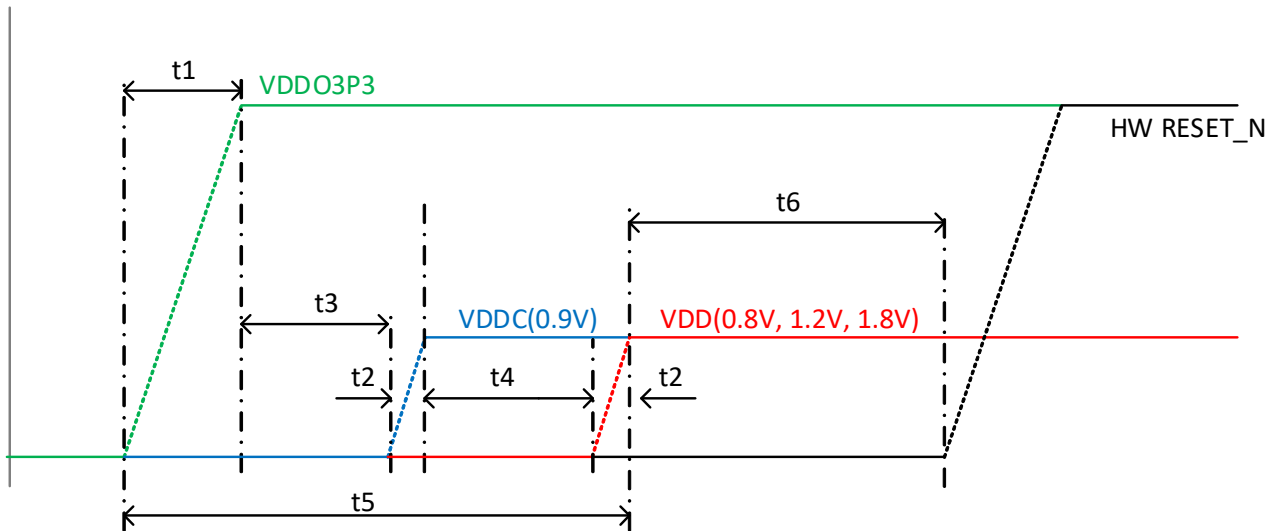 t1
VDDO3P3
HW RESET_N
t6
t3
VDDC(0.9V)
VDD(0.8V, 1.2V, 1.8V)
t2
t4
t2
t5